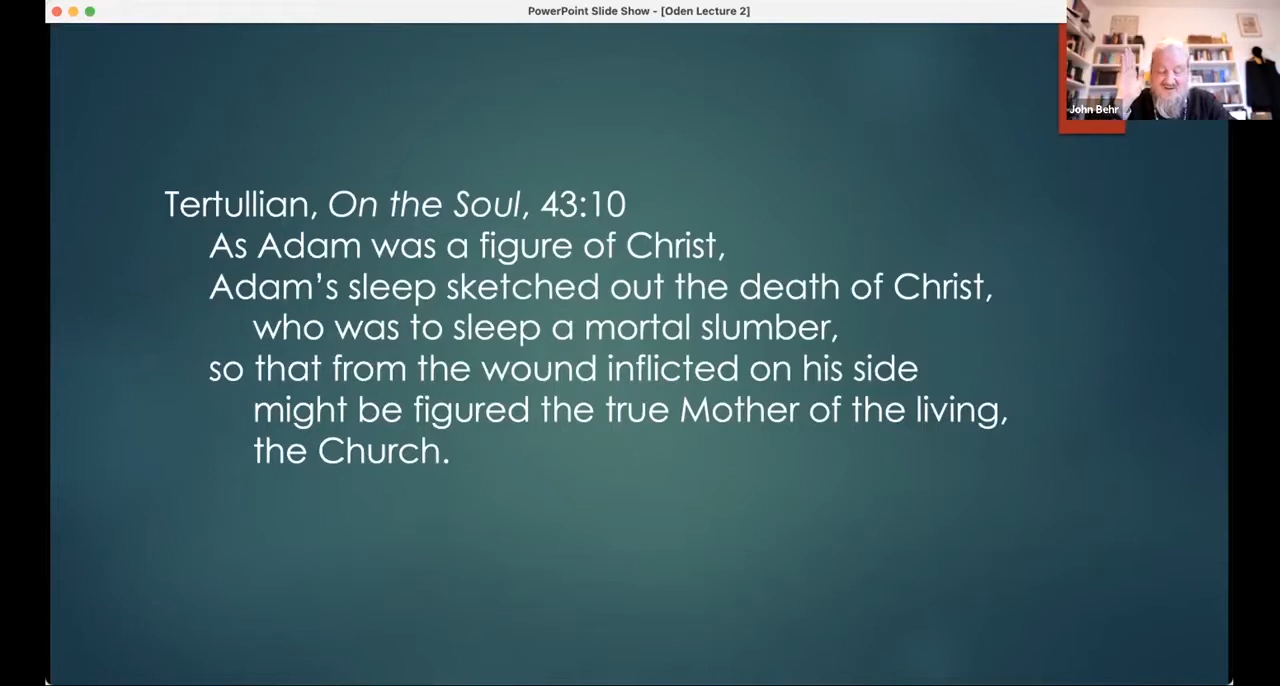 PowerPoint Slide Show - [Oden Lecture 2]
John Behr
Tertullian, On the Soul, 43:10
As Adam was a figure of Christ,
Adam's sleep sketched out the death of Christ,
who was to sleep a mortal slumber,
so that from the wound inflicted on his side
might be figured the true Mother of the living,
the Church.